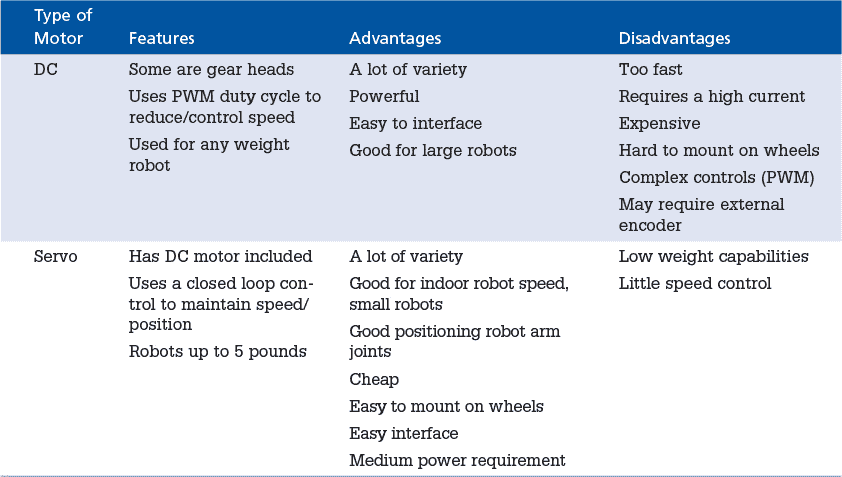 Type of
Motor Features Advantages Disadvantages
DC Some are gear heads A lot of variety Too fast
Uses PWM duty cycle to Powerful Requires a high current
reduce/control speed Easy to interface Expensive
Used for any weight Good for large robots Hard to mount on wheels
robot Complex controls (PWM)
May require external
encoder
Servo Has DC motor included A lot of variety Low weight capabilities
Uses a closed loop con- Good for indoor robot speed, Little speed control
trol to maintain speed/ small robots
position Good positioning robot arm
Robots up to 5 pounds joints
Cheap
Easy to mount on wheels
Easy interface
Medium power requirement